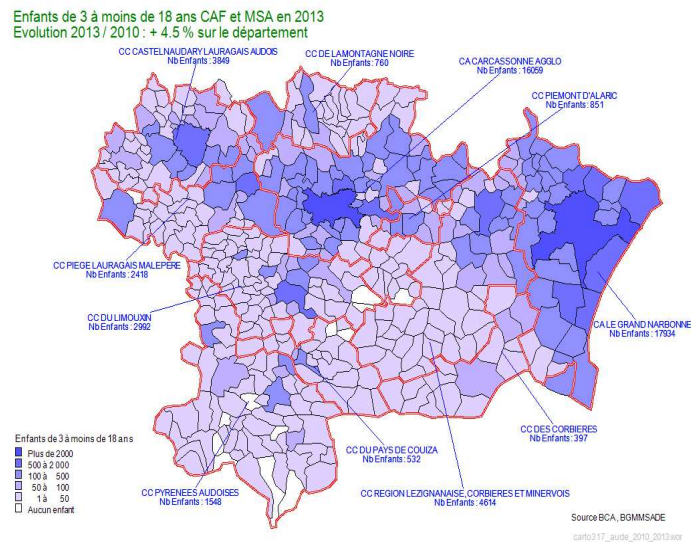 Enfants de 3 à moins de 18 ans CAF et MSA en 2013
Evolution 2013 / 2010 : + 4.5 % sur le département
CC CASTELNAUDARY LAURAGAIS AUDOIS
Nb Enfants : 3849
CC DE LA MONTAGNE NOIRE
Nb Enfants : 760
CA CARCASSONNE AGGLO
Nb Enfants : 16059
CC PIEMONT D'ALARIC
Nb Enfants : 851
CC PIEGE LAURAGAIS MALEPERE
Nb Enfants : 2418
CC DU LIMOUXIN
Nb Enfants : 2992
CA LE GRAND NARBONNE
Nb Enfants : 17934
CC DES CORBIERES
Nb Enfants : 397
CC DU PAYS DE COUIZA
Nb Enfants : 532
CC PYRENEES AUDOISES
Nb Enfants : 1548
CC REGION LEZIGNANAISE, CORBIERES ET MINERVOIS
Nb Enfants : 4614
Enfants de 3 à moins de 18 ans
Plus de 2000
500 à 2 000
100 à 500
50 à 100
1 à 50
Aucun enfant
Source BCA, BGMMSADE
carto317_aude_2010_2013.wor